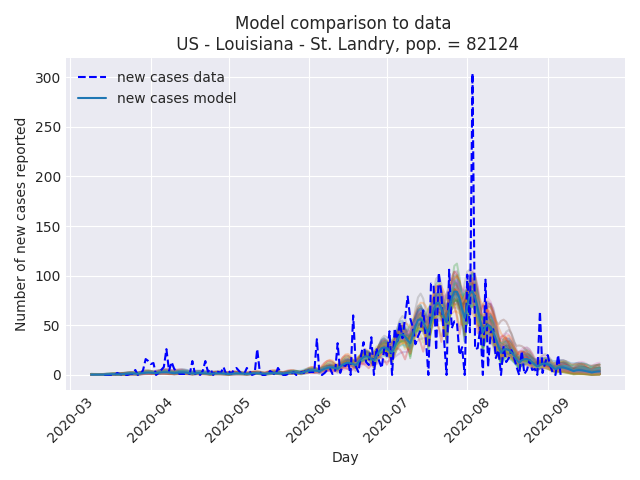 Model comparison to data
US - Louisiana - St. Landry, pop. = 82124
new cases data
new cases model
Number of new cases reported
300
250
200
150
100
50
0
2020-03
2020-04
2020-05
2020-06
2020-07
2020-08
2020-09
Day